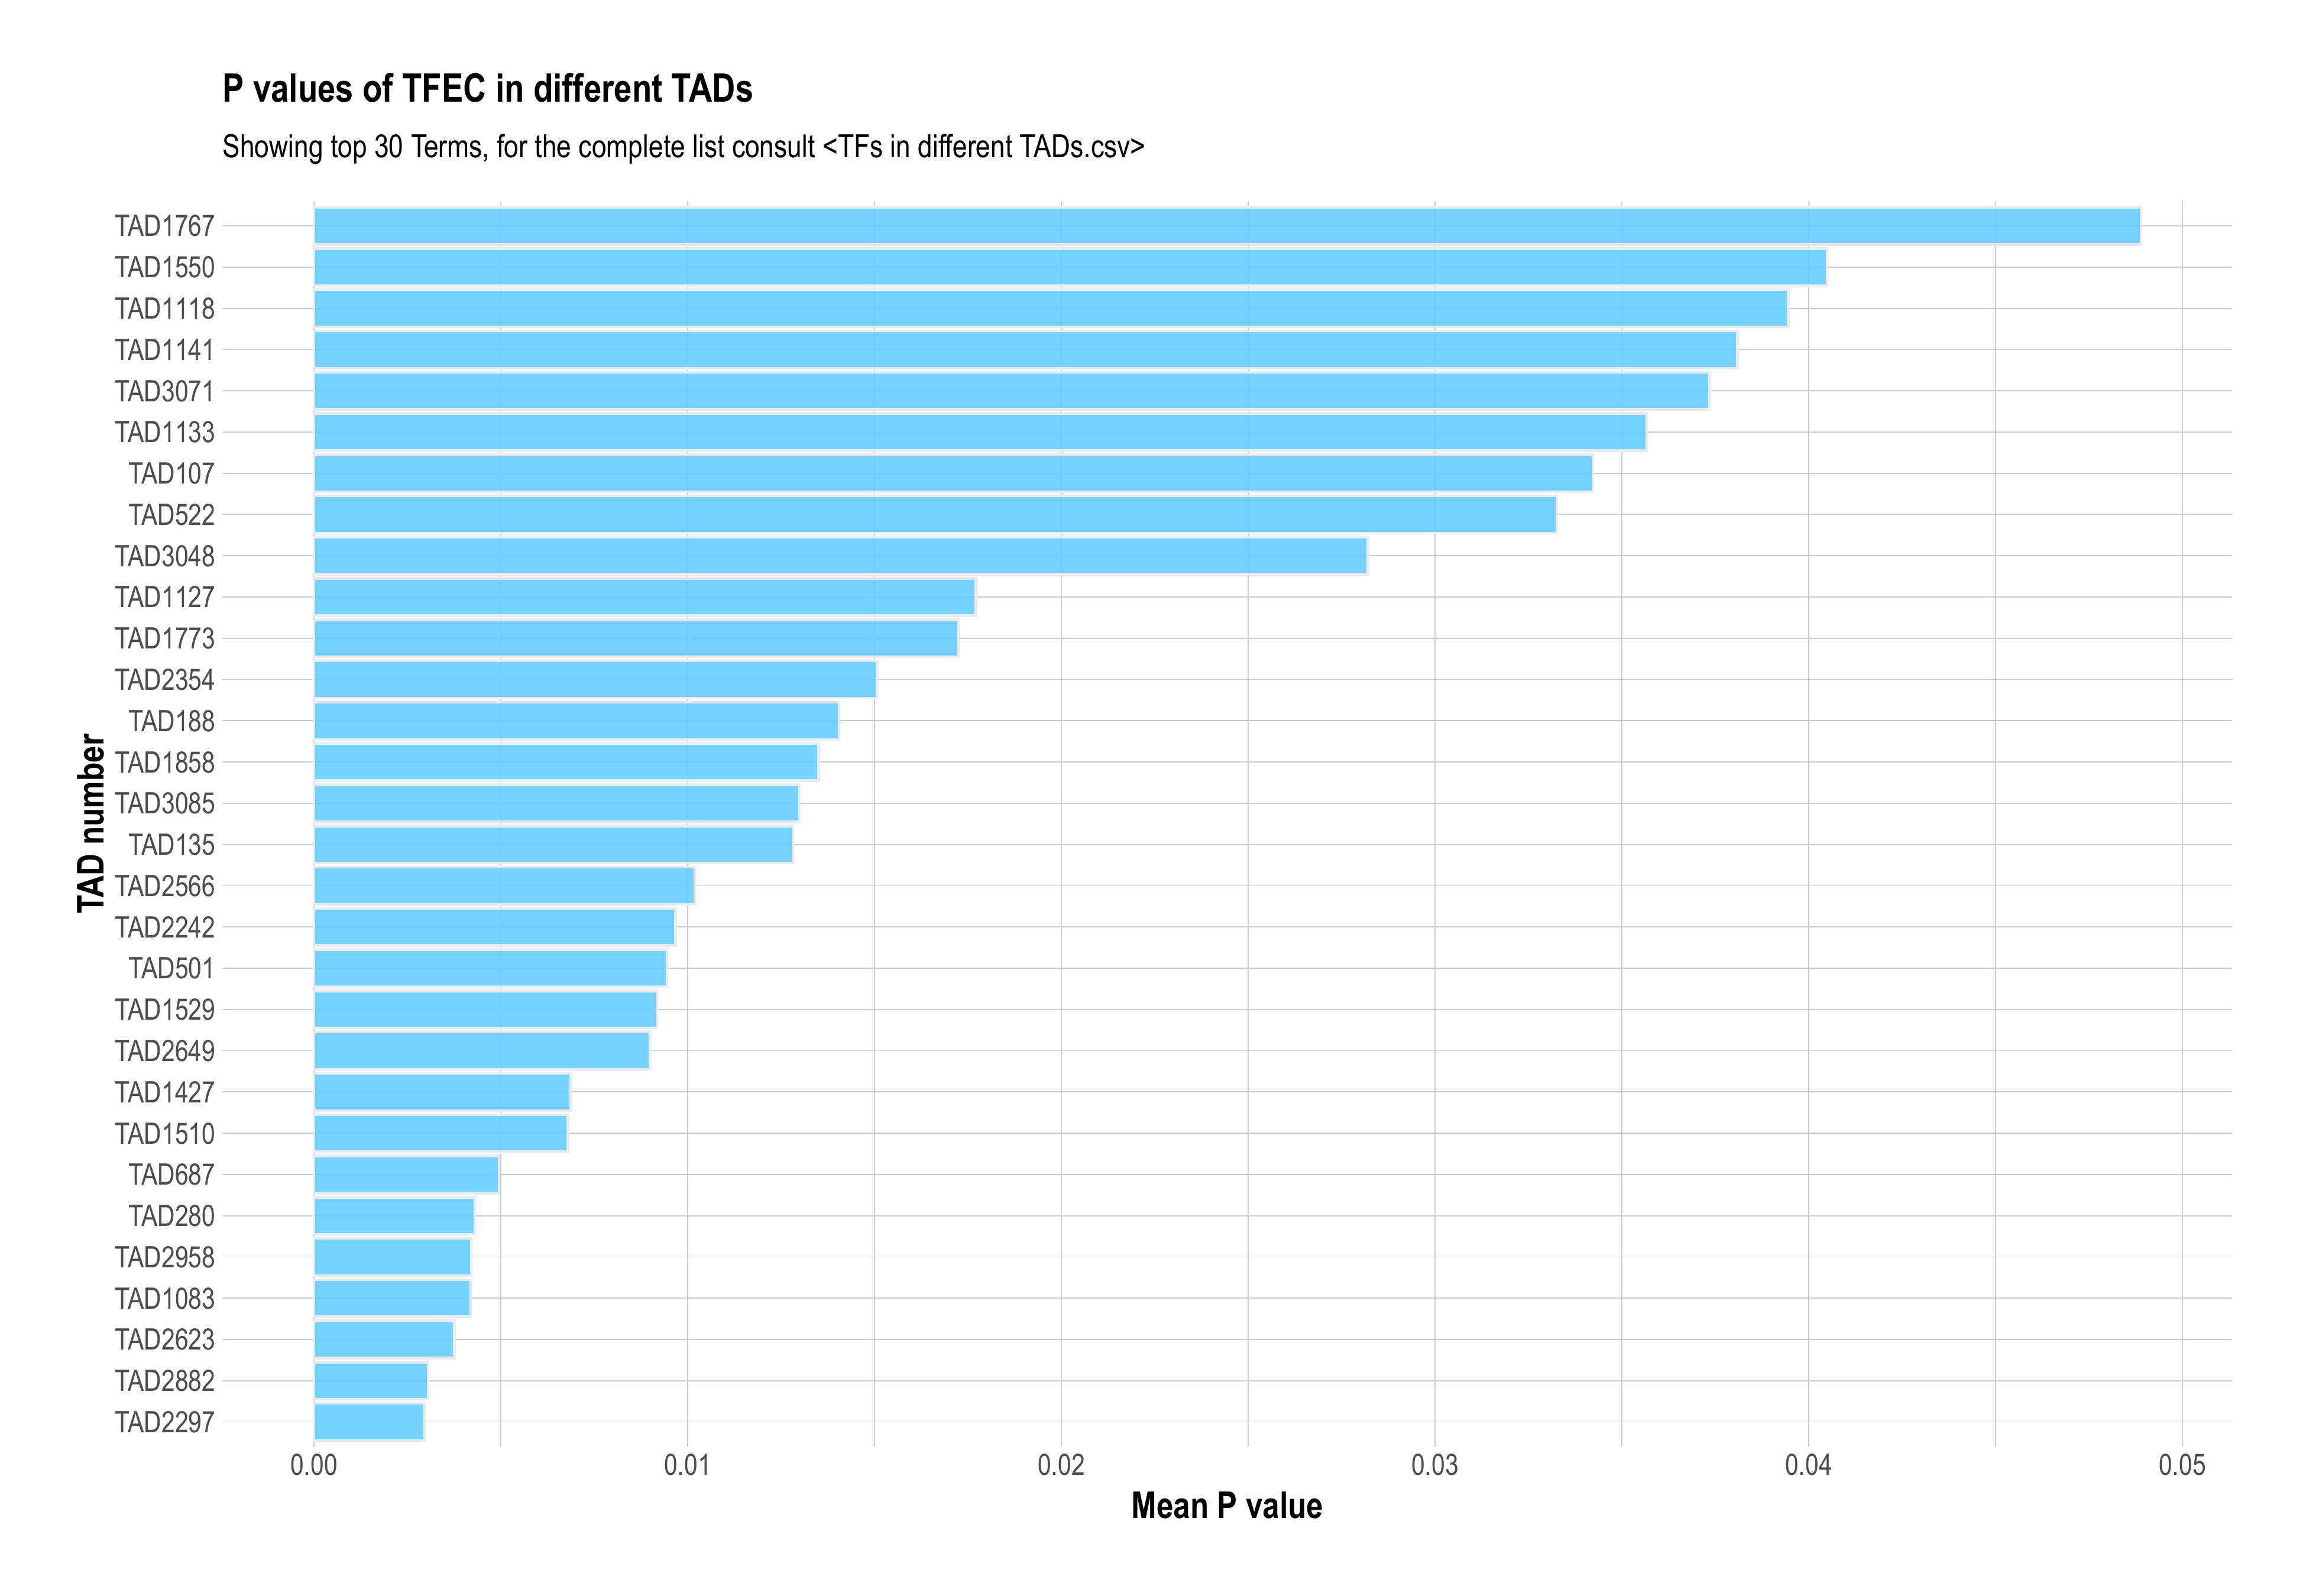 P values of TFEC in different TADs
Showing top 30 Terms, for the complete list consult <TFs in different TADs.csv>
TAD number
TAD1767
TAD1550
TAD1118
TAD1141
TAD3071
TAD1133
TAD107
TAD522
TAD3048
TAD1127
TAD1773
TAD2354
TAD188
TAD1858
TAD3085
TAD135
TAD2566
TAD2242
TAD501
TAD1529
TAD2649
TAD1427
TAD1510
TAD687
TAD280
TAD2958
TAD1083
TAD2623
TAD2882
TAD2297
0.00 0.01 0.02 0.03 0.04 0.05
Mean P value